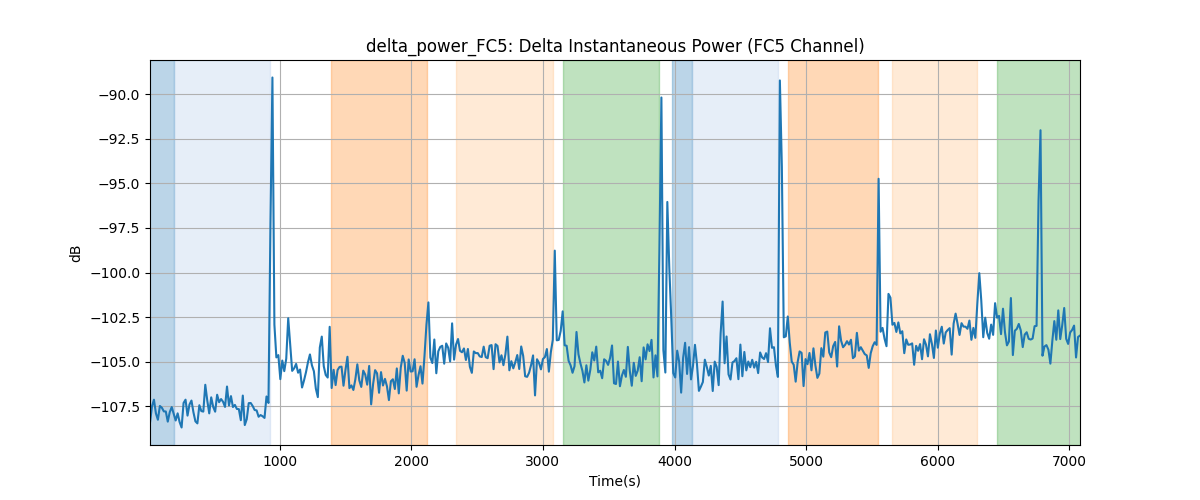 delta_power_FC5: Delta Instantaneous Power (FC5 Channel)
−90.0
−92.5
−95.0
−97.5
−100.0
−102.5
−105.0
−107.5
dB
1000 2000 3000 4000 5000 6000 7000
Time(s)